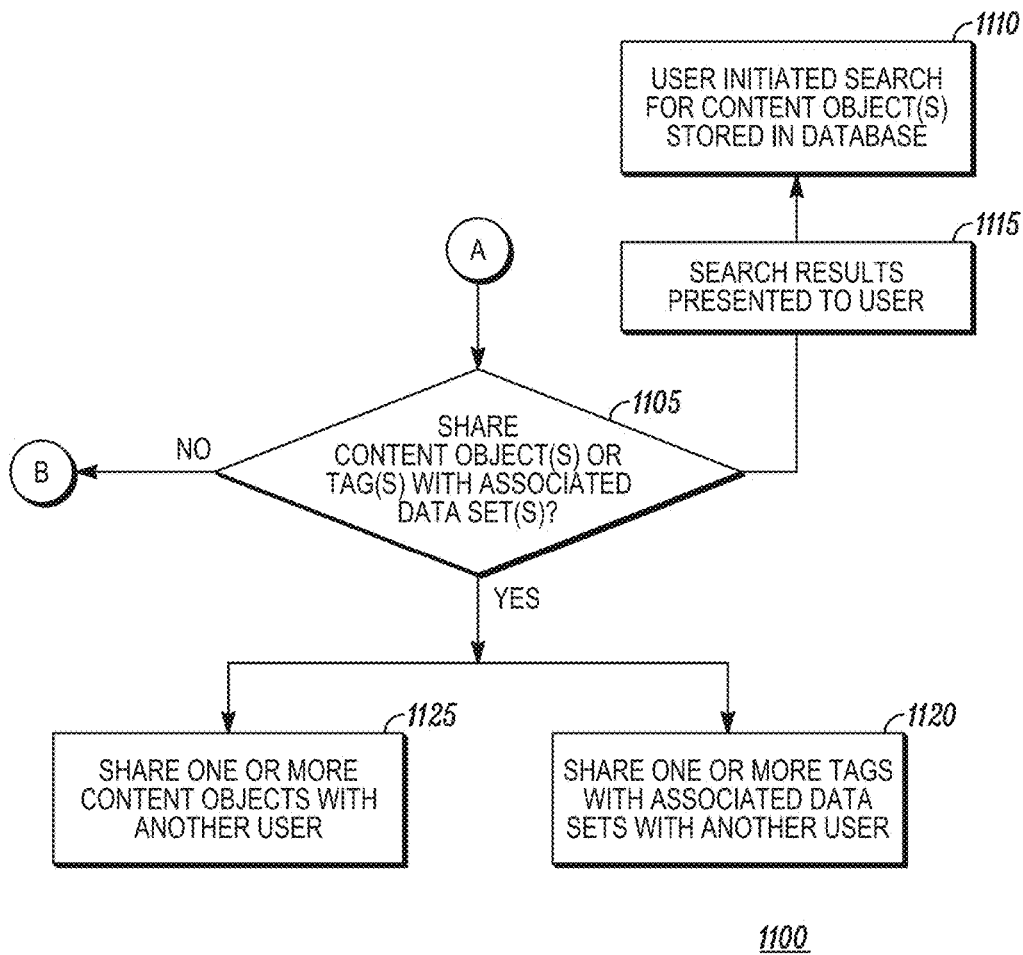 1110
USER INITIATED SEARCH
FOR CONTENT OBJECT(S)
STORED IN DATABASE
1115
SEARCH RESULTS
PRESENTED TO USER
A
1105
SHARE
CONTENT OBJECT(S) OR
TAG(S) WITH ASSOCIATED
DATA SET(S)?
NO
B
YES
1125
SHARE ONE OR MORE
CONTENT OBJECTS WITH
ANOTHER USER
1120
SHARE ONE OR MORE TAGS
WITH ASSOCIATED DATA
SETS WITH ANOTHER USER
1100